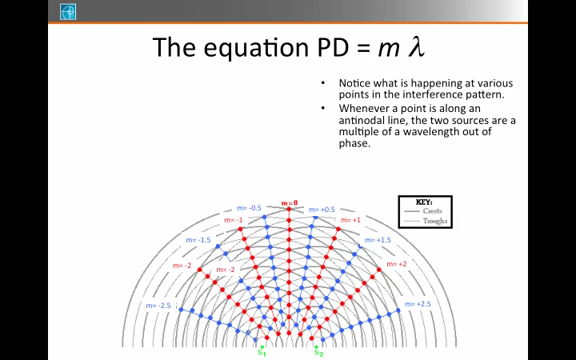 The equation PD = m λ
• Notice what is happening at various
points in the interference pattern.
• Whenever a point is along an
antinodal line, the two sources are a
multiple of a wavelength out of
phase.
m= -0.5
m=0
m= +0.5
m= -1
m= +1
m= -1.5
m= +1.5
m= -2
m= -2
m= +2
m= -2.5
m= +2.5
KEY:
Crests
Troughs
S1
S2